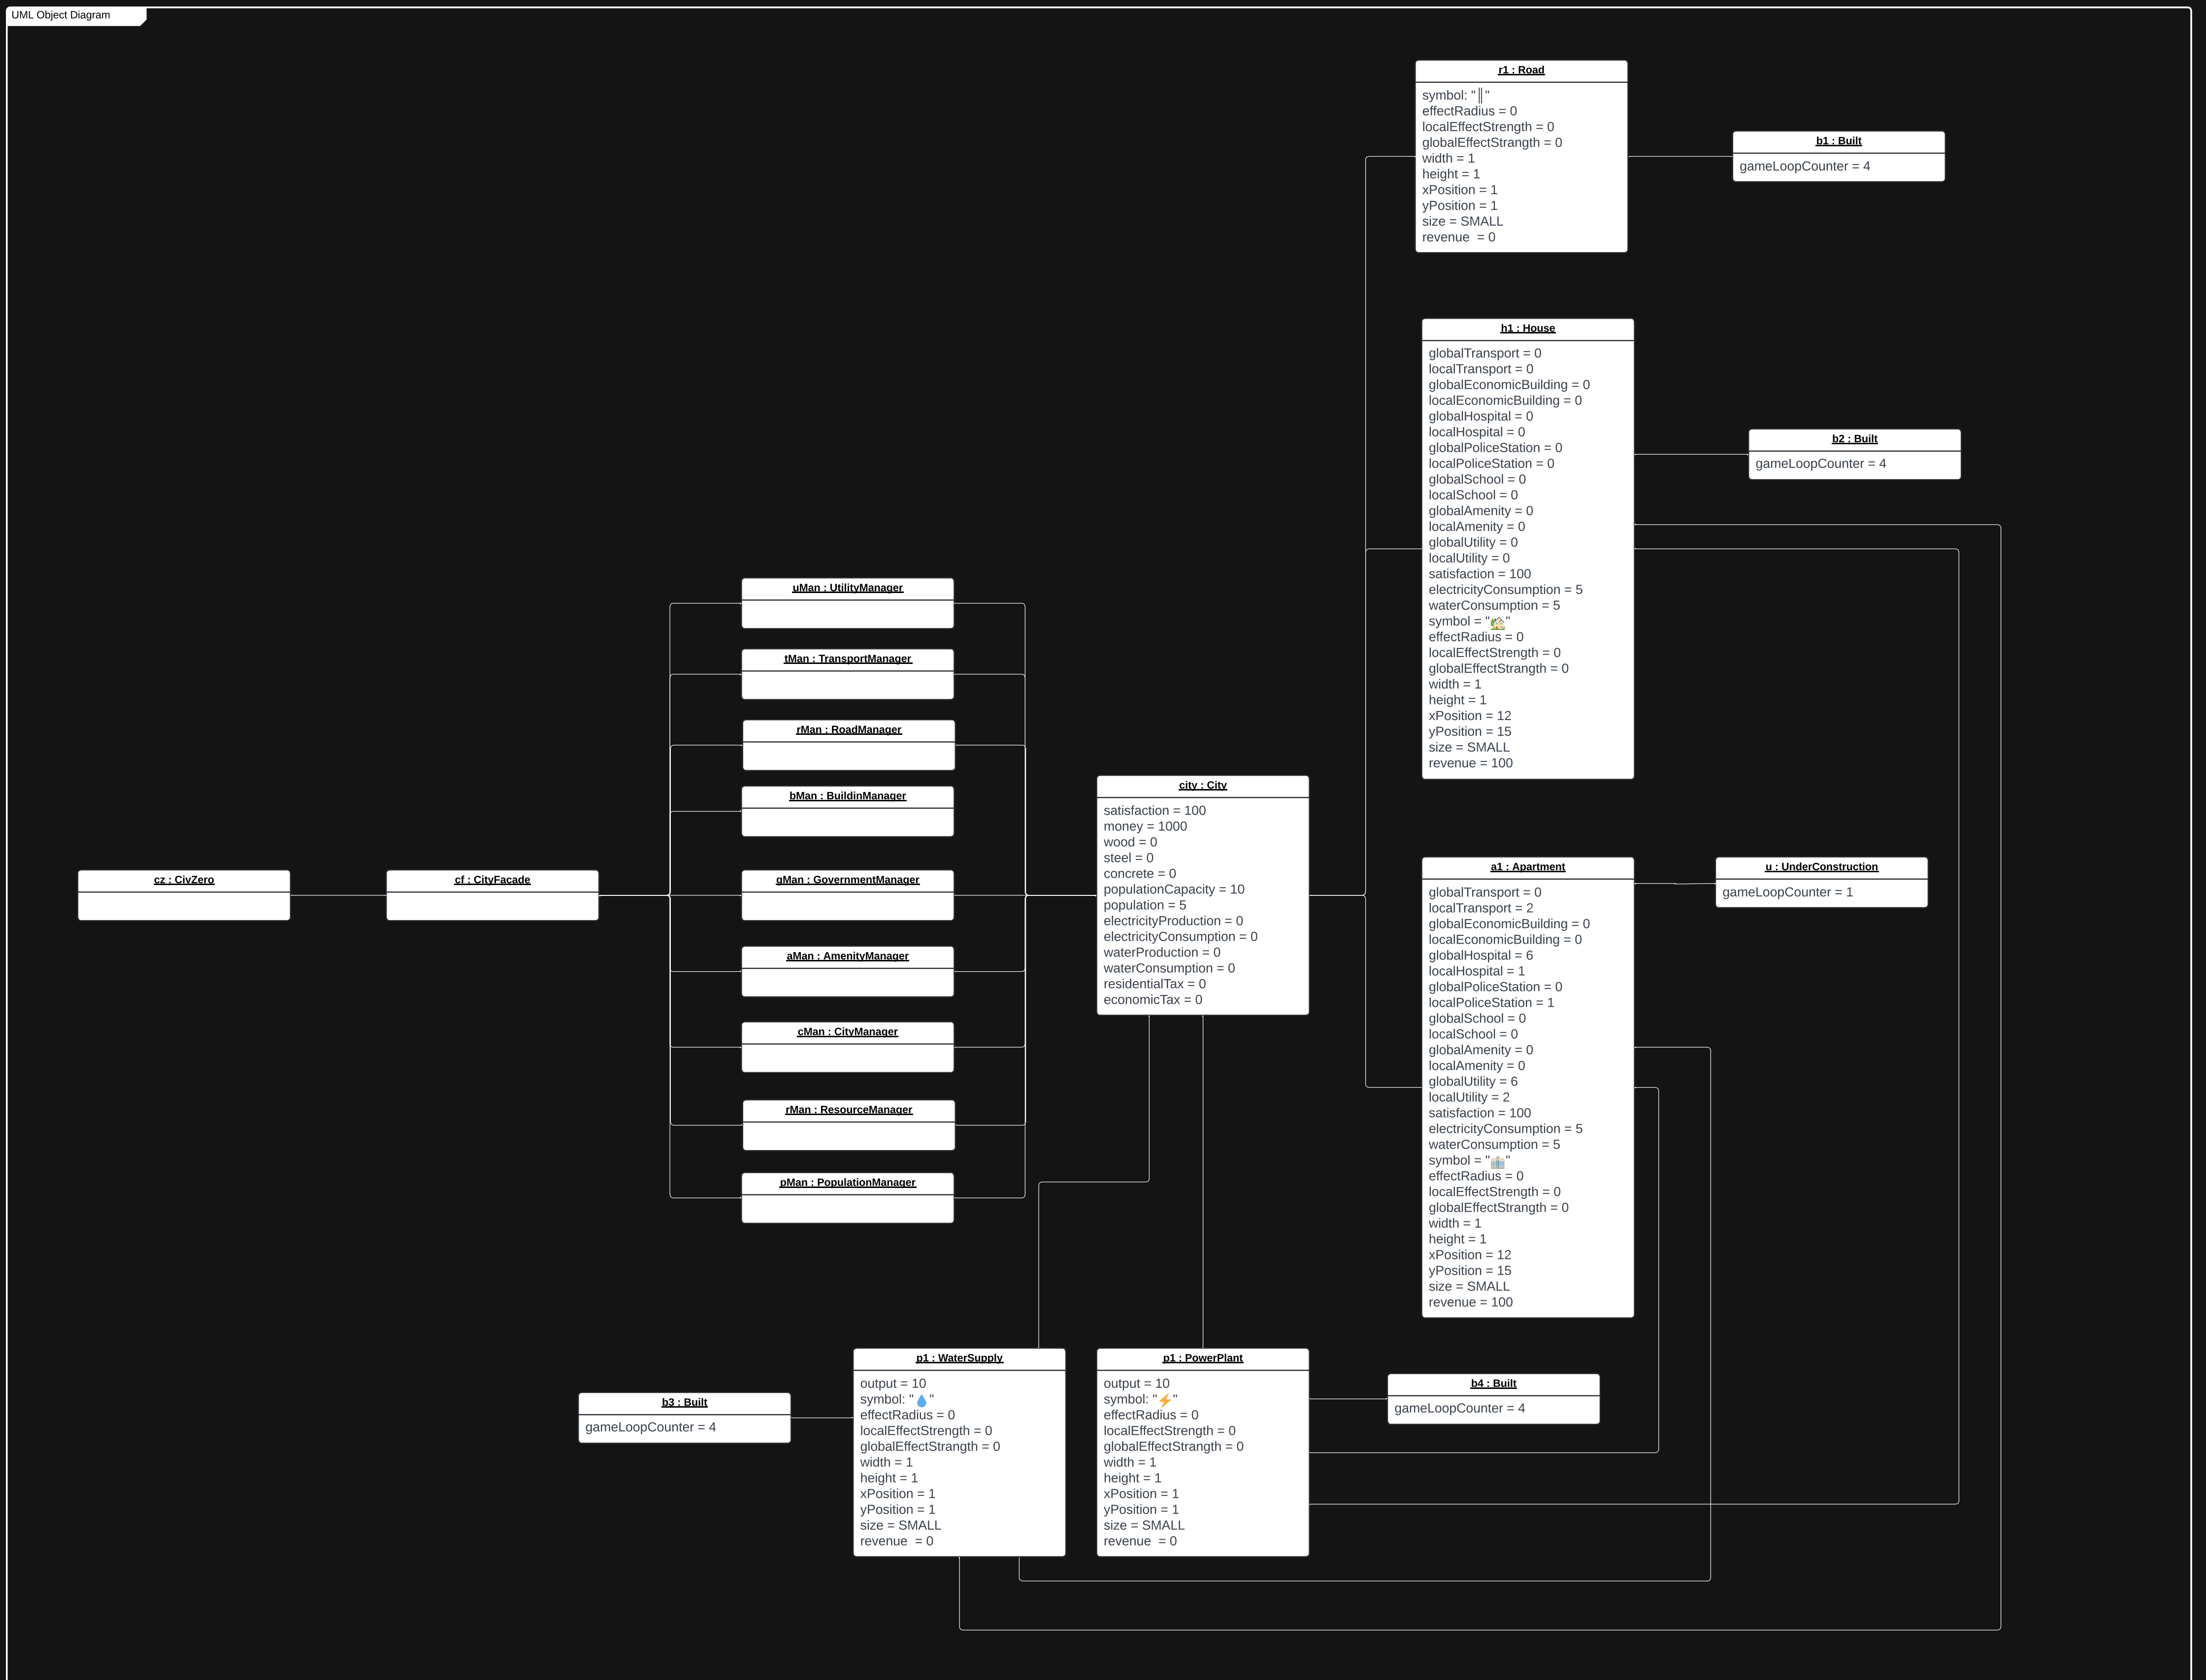 UML Object Diagram
r1 : Road
symbol: "║"
effectRadius = 0
localEffectStrength = 0
globalEffectStrangth = 0
width = 1
height = 1
xPosition = 1
yPosition = 1
size = SMALL
revenue  = 0
b1 : Built
gameLoopCounter = 4
h1 : House
globalTransport = 0
localTransport = 0
globalEconomicBuilding = 0
localEconomicBuilding = 0
globalHospital = 0
localHospital = 0
globalPoliceStation = 0
localPoliceStation = 0
globalSchool = 0
localSchool = 0
globalAmenity = 0
localAmenity = 0
globalUtility = 0
localUtility = 0
satisfaction = 100
electricityConsumption = 5
waterConsumption = 5
symbol = "🏡"
effectRadius = 0
localEffectStrength = 0
globalEffectStrangth = 0
width = 1
height = 1
xPosition = 12
yPosition = 15
size = SMALL
revenue = 100
b2 : Built
gameLoopCounter = 4
uMan : UtilityManager
tMan : TransportManager
rMan : RoadManager
bMan : BuildinManager
gMan : GovernmentManager
aMan : AmenityManager
cMan : CityManager
rMan : ResourceManager
pMan : PopulationManager
cz : CivZero
cf : CityFacade
city : City
satisfaction = 100
money = 1000
wood = 0
steel = 0
concrete = 0
populationCapacity = 10
population = 5
electricityProduction = 0
electricityConsumption = 0
waterProduction = 0
waterConsumption = 0
residentialTax = 0
economicTax = 0
a1 : Apartment
globalTransport = 0
localTransport = 2
globalEconomicBuilding = 0
localEconomicBuilding = 0
globalHospital = 6
localHospital = 1
globalPoliceStation = 0
localPoliceStation = 1
globalSchool = 0
localSchool = 0
globalAmenity = 0
localAmenity = 0
globalUtility = 6
localUtility = 2
satisfaction = 100
electricityConsumption = 5
waterConsumption = 5
symbol = "🏘️"
effectRadius = 0
localEffectStrength = 0
globalEffectStrangth = 0
width = 1
height = 1
xPosition = 12
yPosition = 15
size = SMALL
revenue = 100
u : UnderConstruction
gameLoopCounter = 1
b3 : Built
gameLoopCounter = 4
p1 : WaterSupply
output = 10
symbol: "💧"
effectRadius = 0
localEffectStrength = 0
globalEffectStrangth = 0
width = 1
height = 1
xPosition = 1
yPosition = 1
size = SMALL
revenue  = 0
p1 : PowerPlant
output = 10
symbol: "⚡"
effectRadius = 0
localEffectStrength = 0
globalEffectStrangth = 0
width = 1
height = 1
xPosition = 1
yPosition = 1
size = SMALL
revenue  = 0
b4 : Built
gameLoopCounter = 4